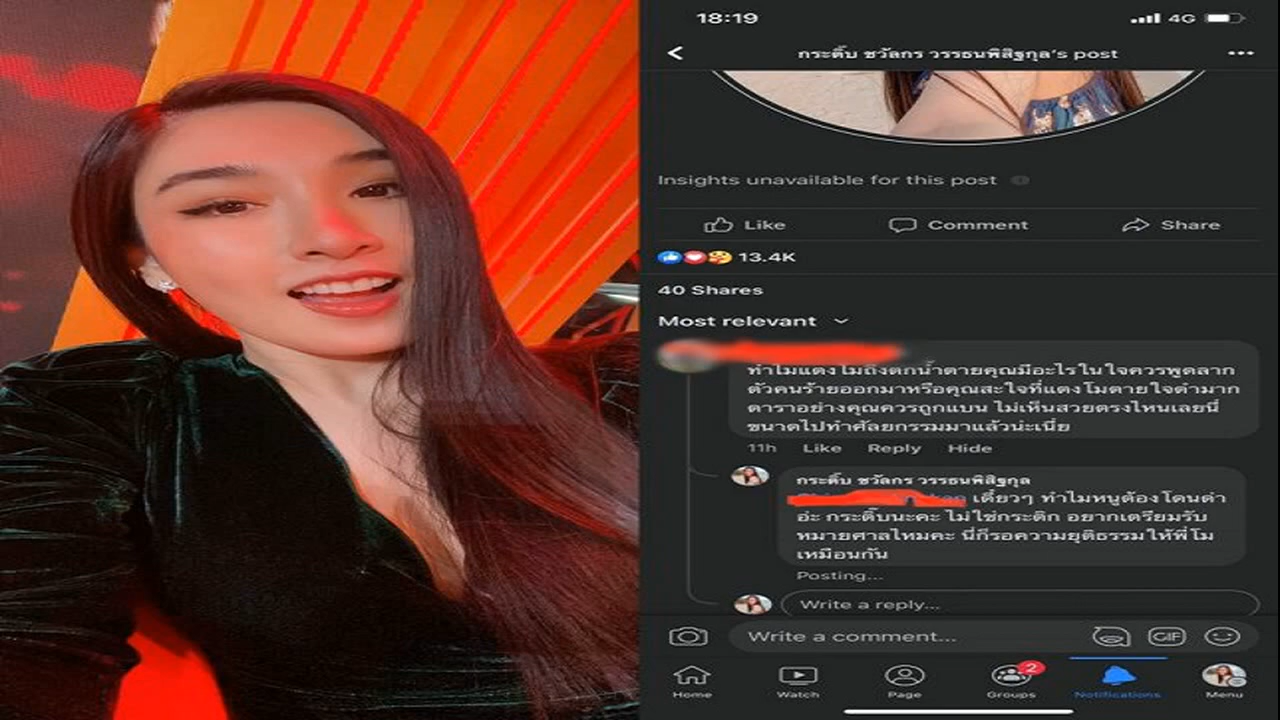 18:19
4G
กระติ๊บ ชวัลกร วรรธนพิสิฐกุล's post
Insights unavailable for this post
Like
Comment
Share
13.4K
40 Shares
Most relevant
ทำไมแตงโมถึงตกน้ำตายคุณมีอะไรในใจควรพูดลาก
ตัวคนร้ายออกมาหรือคุณสะใจที่แตงโมตายใจดำมาก
ดาราอย่างคุณควรถูกแบน ไม่เห็นสวยตรงไหนเลยนี่
ขนาดไปทำศัลยกรรมมาแล้วน่ะเนี่ย
11h Like Reply Hide
กระติ๊บ ชวัลกร วรรธนพิสิฐกุล
เดี๋ยวๆ ทำไมหนูต้องโดนด่า
อ่ะ กระติ๊บนะคะ ไม่ใช่กระติก อยากเตรียมรับ
หมายศาลไหมคะ นี่ก็รอความยุติธรรมให้พี่โม
เหมือนกัน
Posting...
Write a reply...
Write a comment...
GIF
2
Home Watch Page Groups Notifications Menu